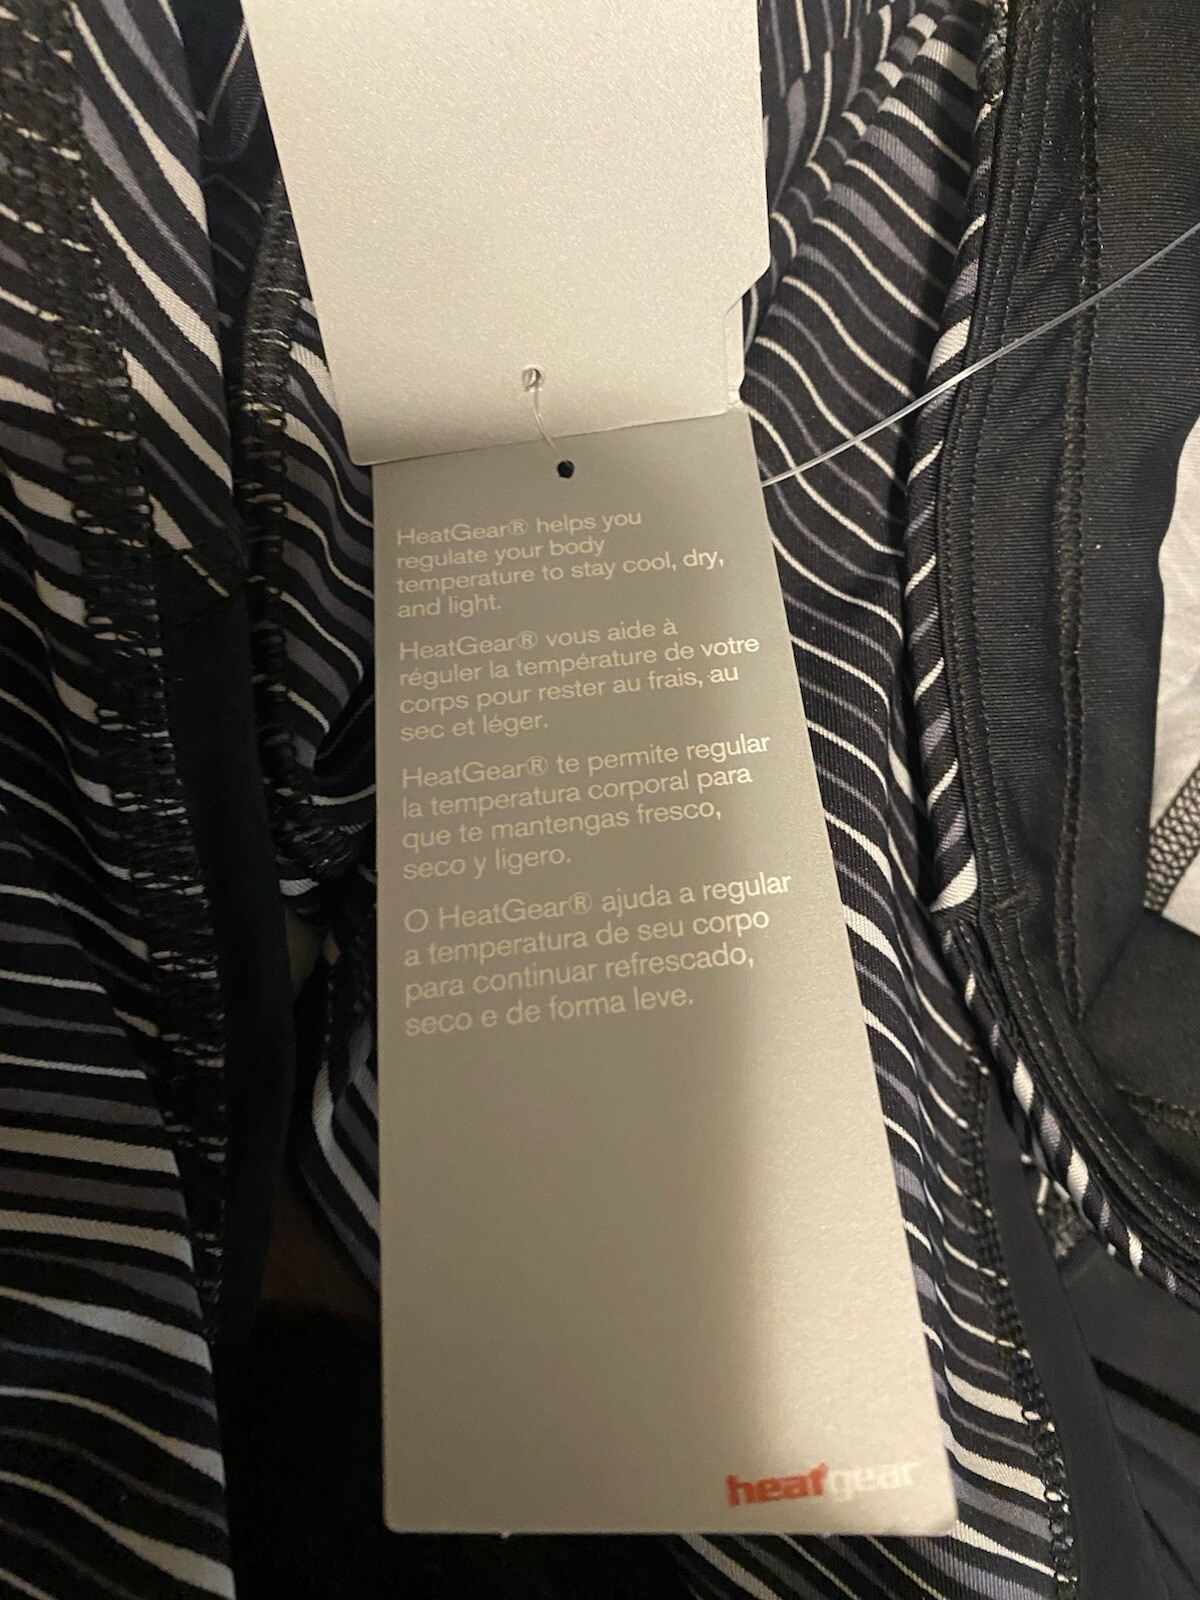 HeatGear® helps you
regulate your body
temperature to stay cool, dry,
and light.
HeatGear® vous aide à
réguler la température de votre
corps pour rester au frais, au
sec et léger.
HeatGear® te permite regular
la temperatura corporal para
que te mantengas fresco,
seco y ligero.
O HeatGear® ajuda a regular
a temperatura de seu corpo
para continuar refrescado,
seco e de forma leve.
heatgear